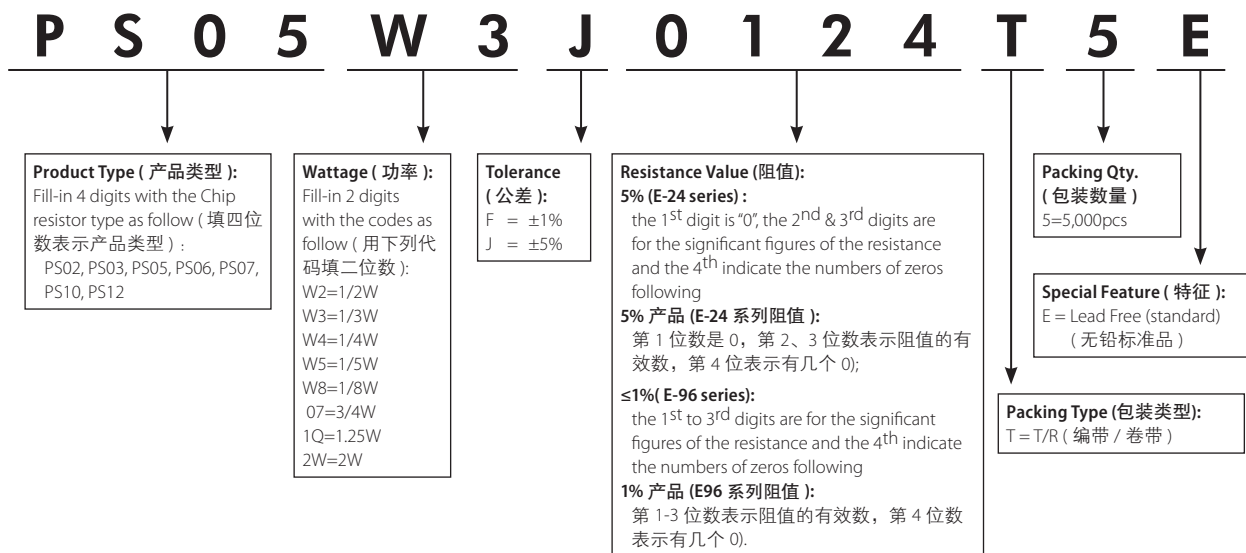 P S 0 5 W 3 J 0 1 2 4 T 5 E
Product Type ( 产品类型 ):
Fill-in 4 digits with the Chip
resistor type as follow ( 填四位
数表示产品类型 ) :
PS02, PS03, PS05, PS06, PS07,
PS10, PS12
Wattage ( 功率 ):
Fill-in 2 digits
with the codes as
follow ( 用下列代
码填二位数 ):
W2=1/2W
W3=1/3W
W4=1/4W
W5=1/5W
W8=1/8W
07=3/4W
1Q=1.25W
2W=2W
Tolerance
( 公差 ):
F = ±1%
J = ±5%
Resistance Value (阻值):
5% (E-24 series) :
the 1st digit is “0”, the 2nd & 3rd digits are
for the significant figures of the resistance
and the 4th indicate the numbers of zeros
following
5% 产品 (E-24 系列阻值 ):
第 1 位数是 0，第 2、3 位数表示阻值的有
效数，第 4 位表示有几个 0);
≤1%( E-96 series):
the 1st to 3rd digits are for the significant
figures of the resistance and the 4th indicate
the numbers of zeros following
1% 产品 (E96 系列阻值 ):
第 1-3 位数表示阻值的有效数，第 4 位数
表示有几个 0).
Packing Qty.
( 包装数量 )
5=5,000pcs
Special Feature ( 特征 ):
E = Lead Free (standard)
( 无铅标准品 )
Packing Type (包装类型):
T = T/R ( 编带 / 卷带 )